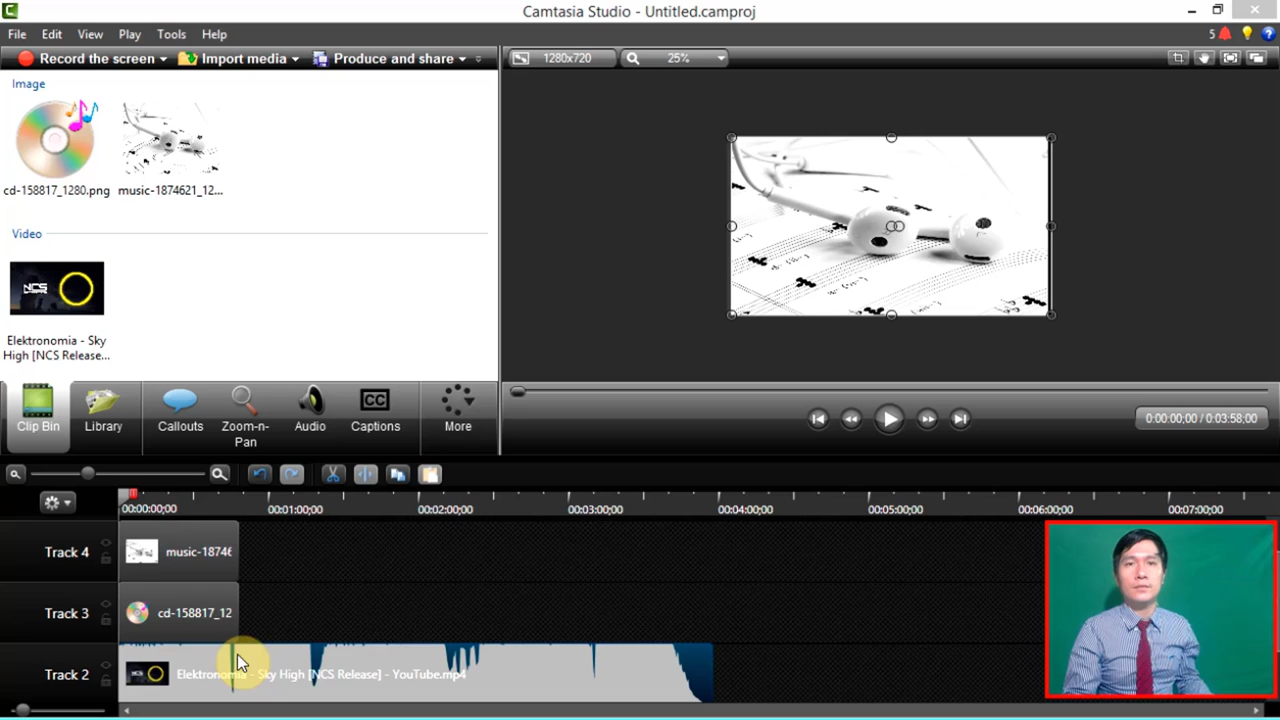 Camtasia Studio - Untitled.camproj
File Edit View Play Tools Help
5
Record the screen Import media Produce and share
1280x720 25%
Image
cd-158817_1280.png music-1874621_12...
Video
NCS
Elektronomia - Sky
High [NCS Release...
Clip Bin Library Callouts Zoom-n-
Pan Audio CC
Captions More
0:00:00;00 / 0:03:58;00
00:00:00;00 00:01:00;00 00:02:00;00 00:03:00;00 00:04:00;00 00:05:00;00 00:06:00;00 00:07:00;00
Track 4 music-18746
Track 3 cd-158817_12
Track 2 Elektronomia - Sky High [NCS Release] - YouTube.mp4